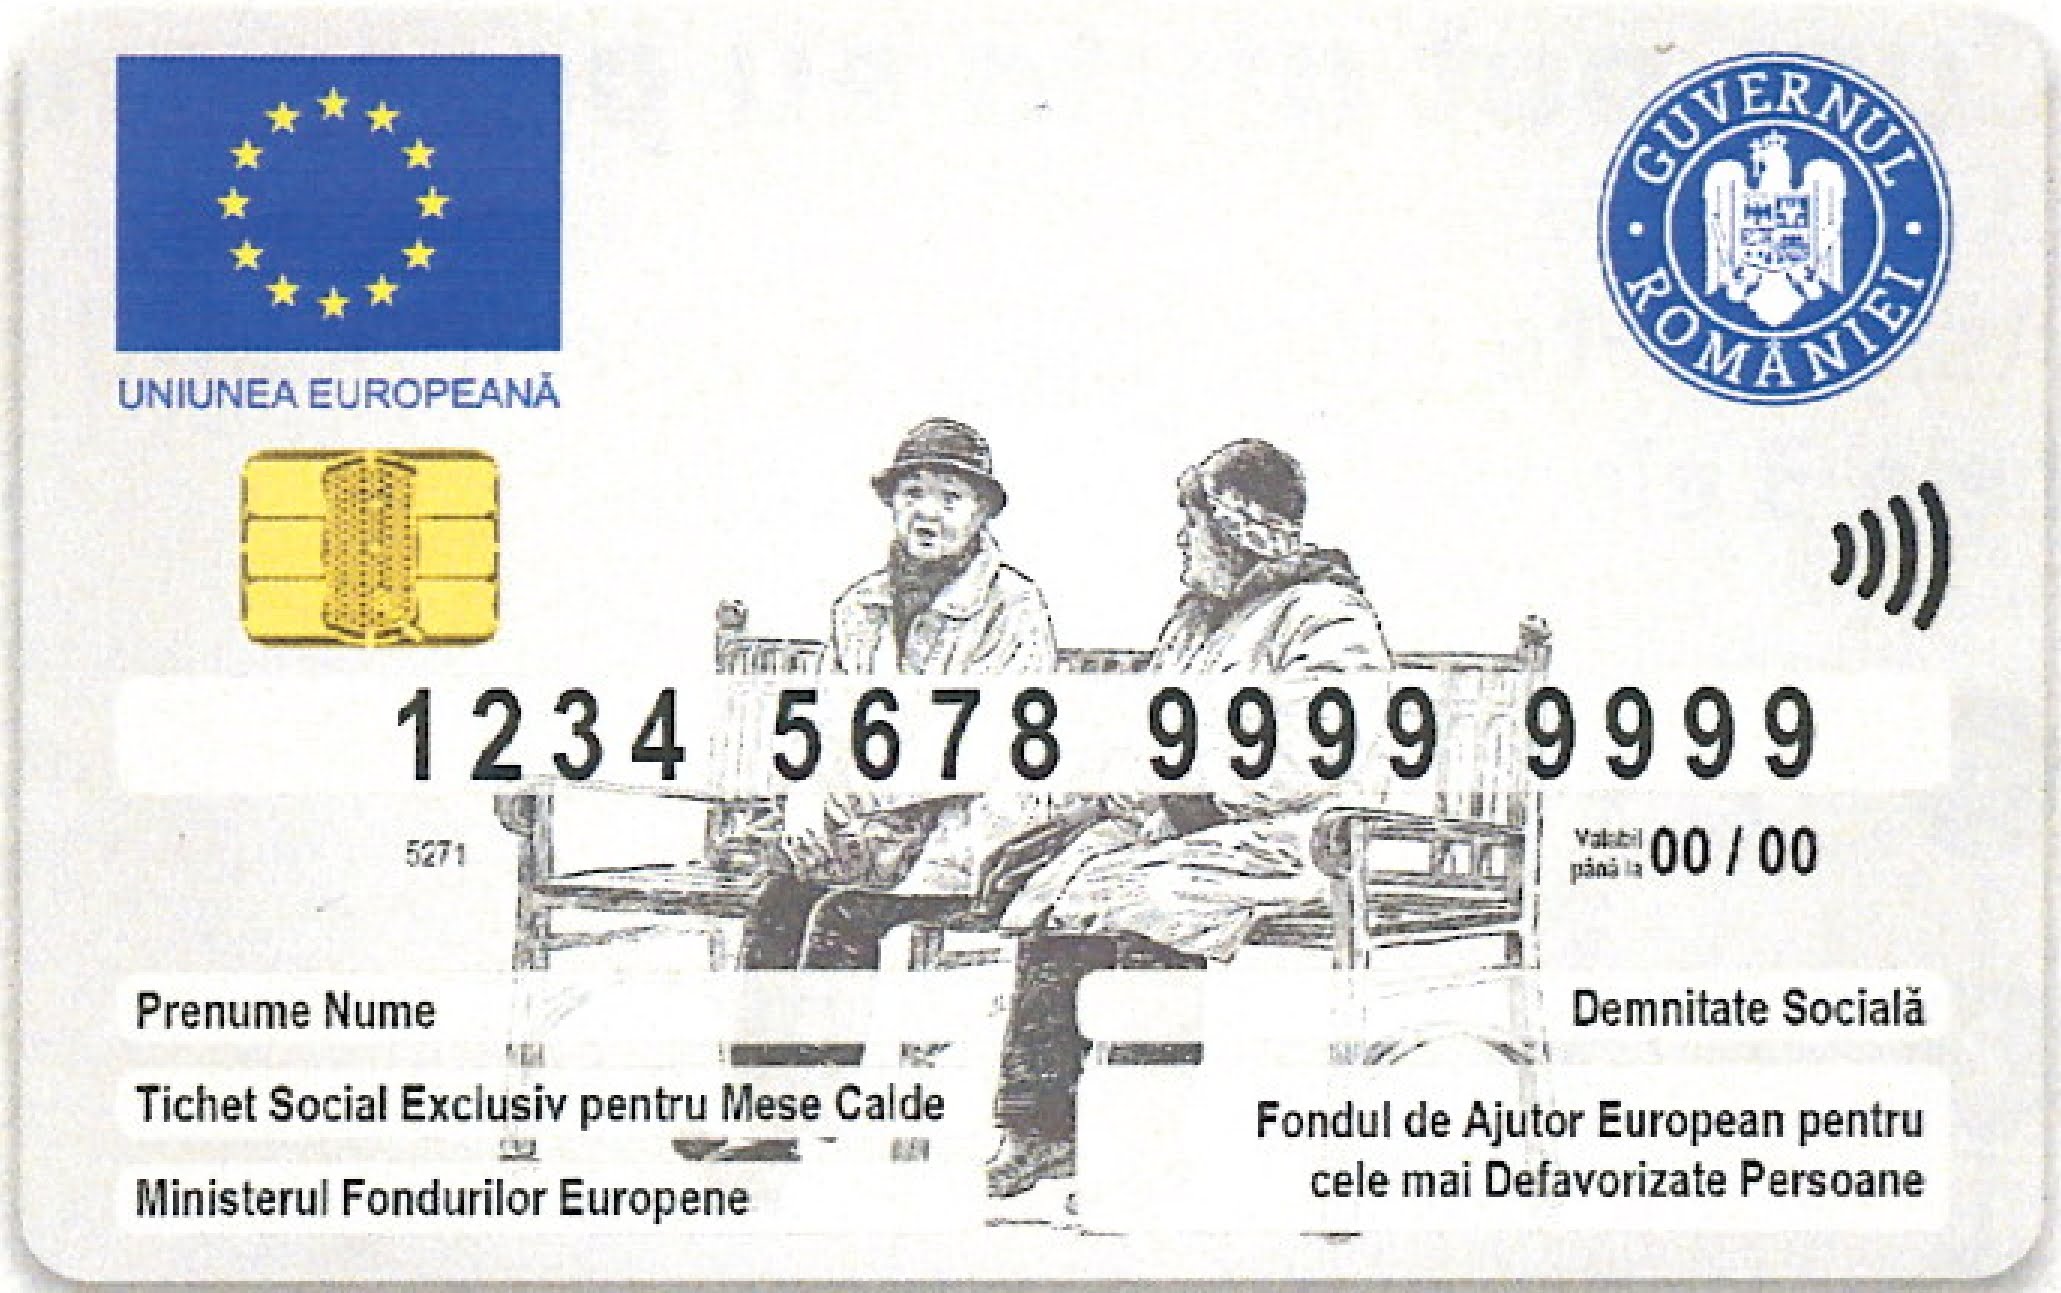 UNIUNEA EUROPEANĂ
GUVERNUL ROMÂNIEI
1234 5678 9999 9999
5271
Valabil
până la
00 / 00
Prenume Nume
Demnitate Socială
Tichet Social Exclusiv pentru Mese Calde
Fondul de Ajutor European pentru
cele mai Defavorizate Persoane
Ministerul Fondurilor Europene